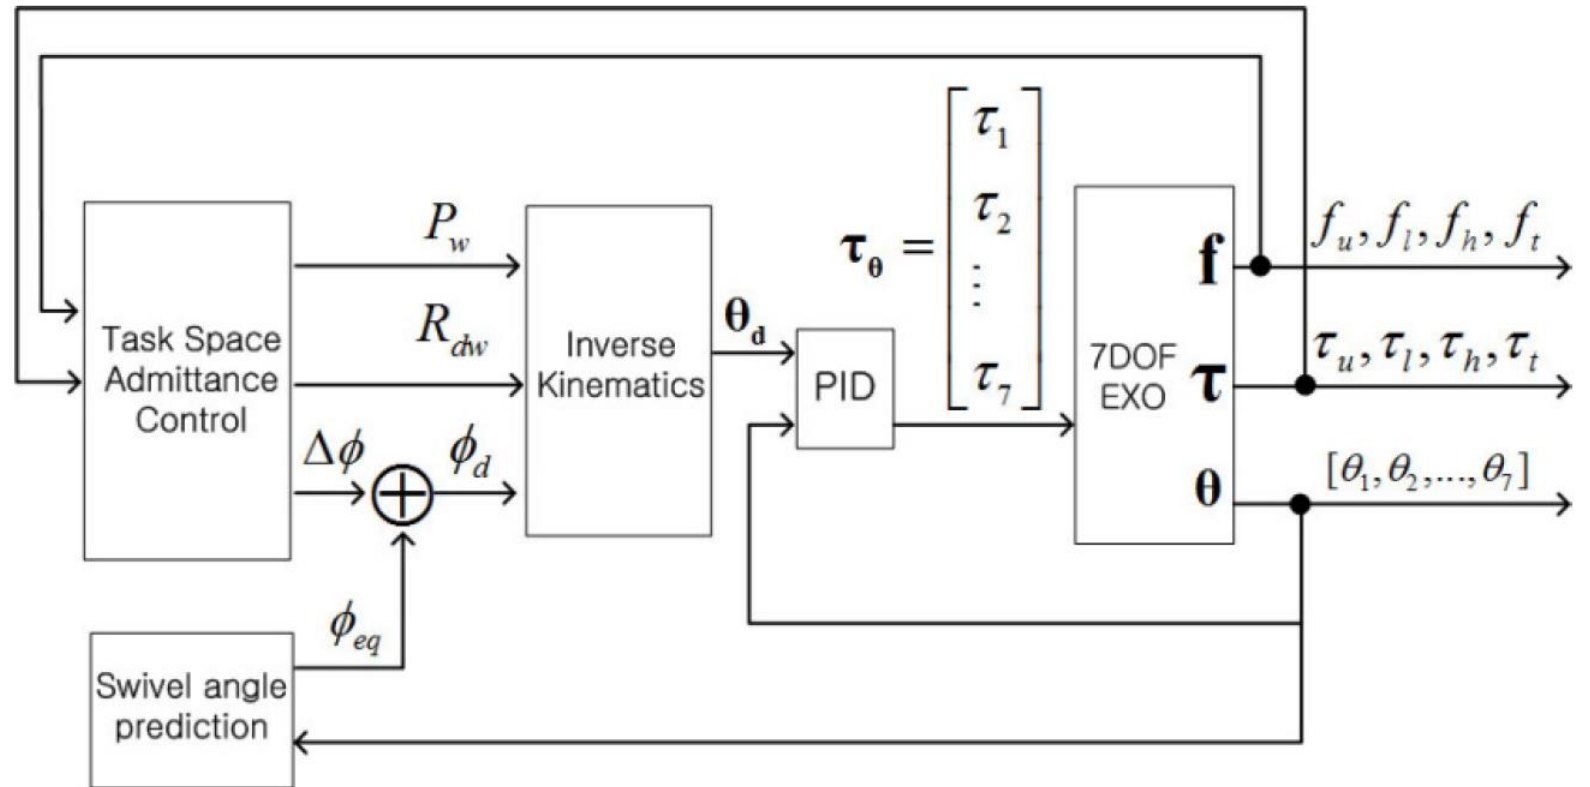 Task Space
Admittance
Control
P_w
R_dw
Δϕ
ϕ_d
ϕ_eq
Swivel angle
prediction
Inverse
Kinematics
θ_d
PID
τ_θ =
τ_1
τ_2
⋮
τ_7
7DOF
EXO
f
τ
θ
f_u, f_l, f_h, f_t
τ_u, τ_l, τ_h, τ_t
[θ_1, θ_2, ..., θ_7]